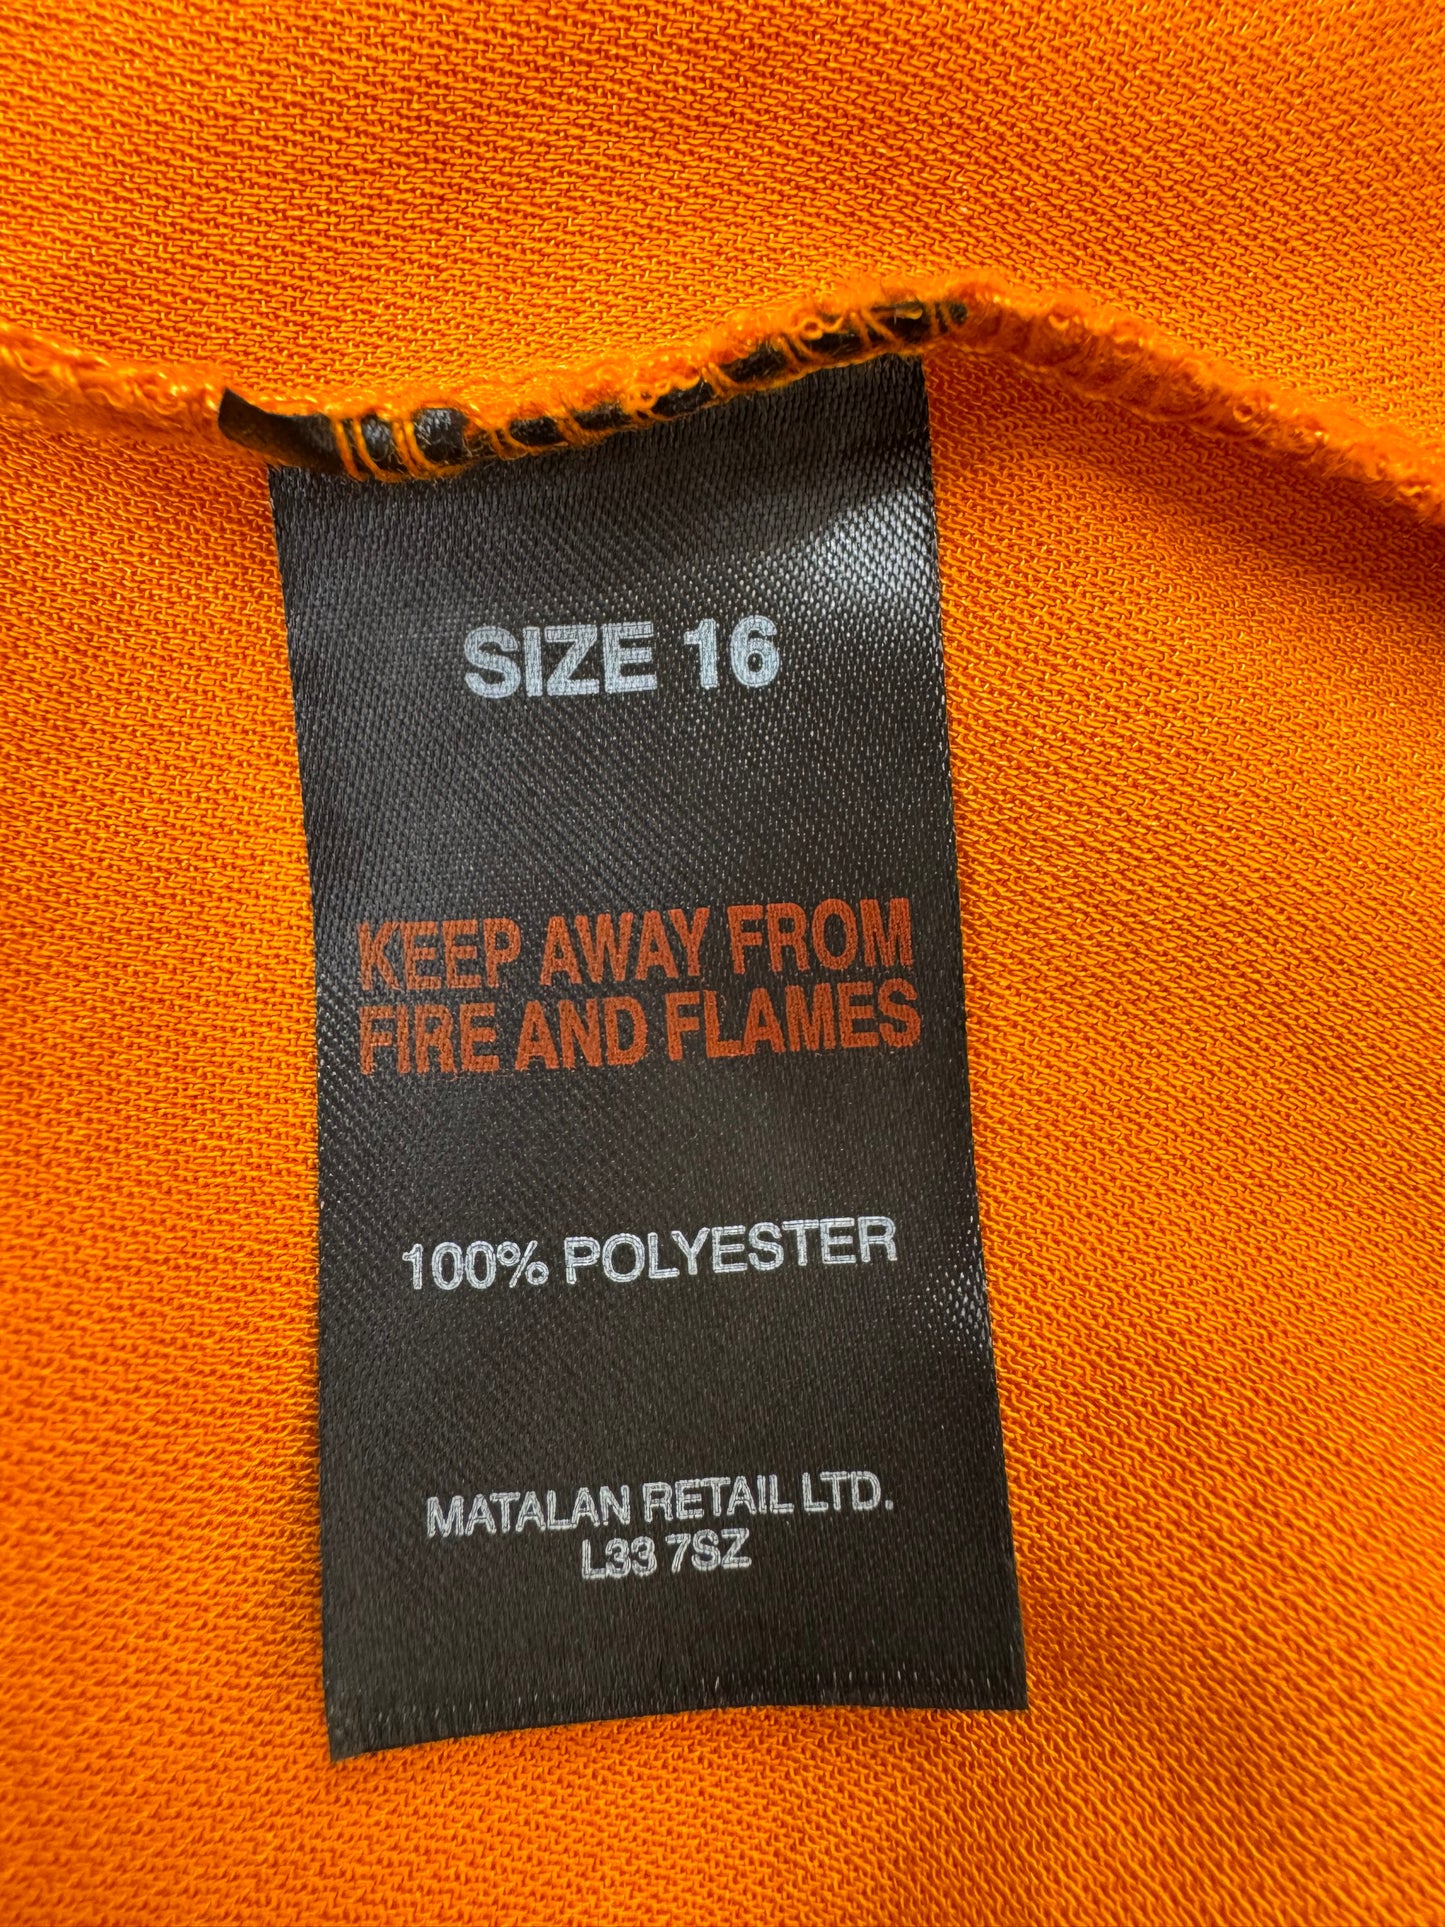 SIZE 16
KEEP AWAY FROM
FIRE AND FLAMES
100% POLYESTER
MATALAN RETAIL LTD.
L33 7SZ